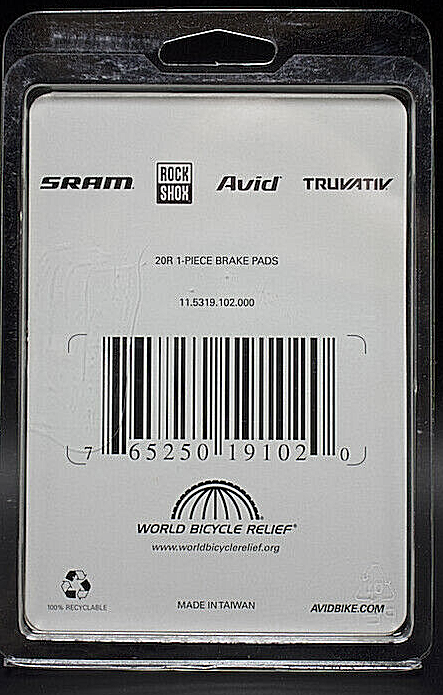 SRAM ROCK SHOX Avid TRUVATIV
20R 1-PIECE BRAKE PADS
11.5319.102.000
7 65250 19102 0
WORLD BICYCLE RELIEF®
www.worldbicyclerelief.org
100% RECYCLABLE MADE IN TAIWAN AVIDBIKE.COM